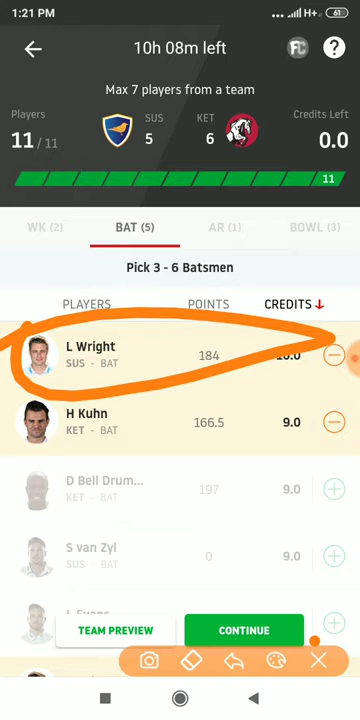 1:21 PM H+ 61
10h 08m left FC ?
Max 7 players from a team
Players SUS KET Credits Left
11 / 11 5 6 0.0
11
WK (2) BAT (5) AR (1) BOWL (3)
Pick 3 - 6 Batsmen
PLAYERS POINTS CREDITS
L Wright
SUS - BAT
184 10.0
H Kuhn
KET - BAT
166.5 9.0
D Bell Drum...
KET - BAT
197 9.0
S van Zyl
SUS - BAT
0 9.0
L Evans
TEAM PREVIEW CONTINUE